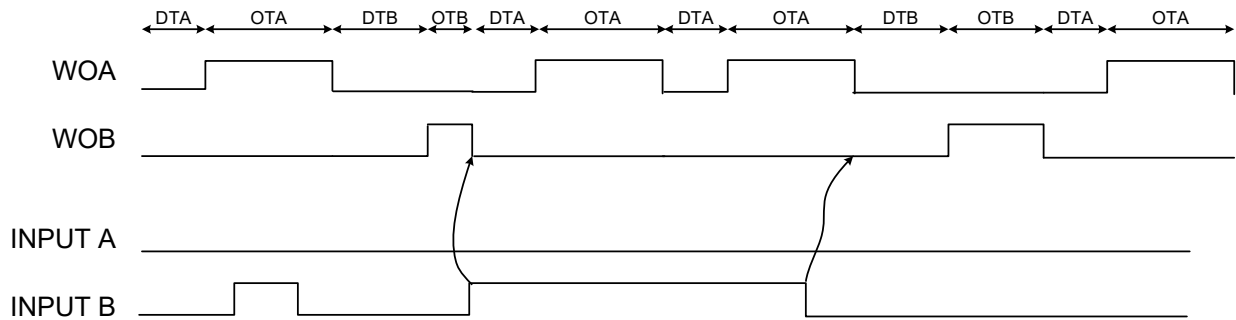 DTA OTA DTB OTB DTA OTA DTA OTA DTB OTB DTA OTA
WOA
WOB
INPUT A
INPUT B